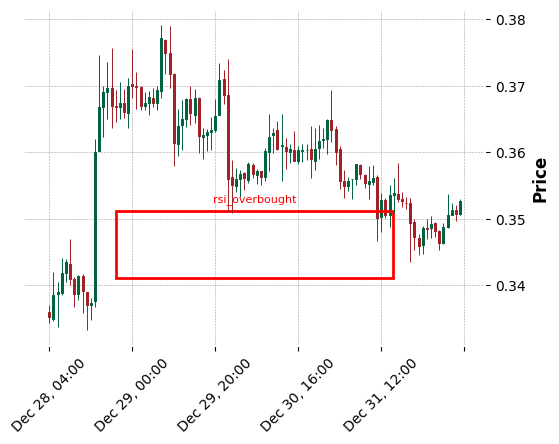 0.38
0.37
0.36
0.35
0.34
Price
rsi_overbought
Dec 28, 04:00
Dec 29, 00:00
Dec 29, 20:00
Dec 30, 16:00
Dec 31, 12:00